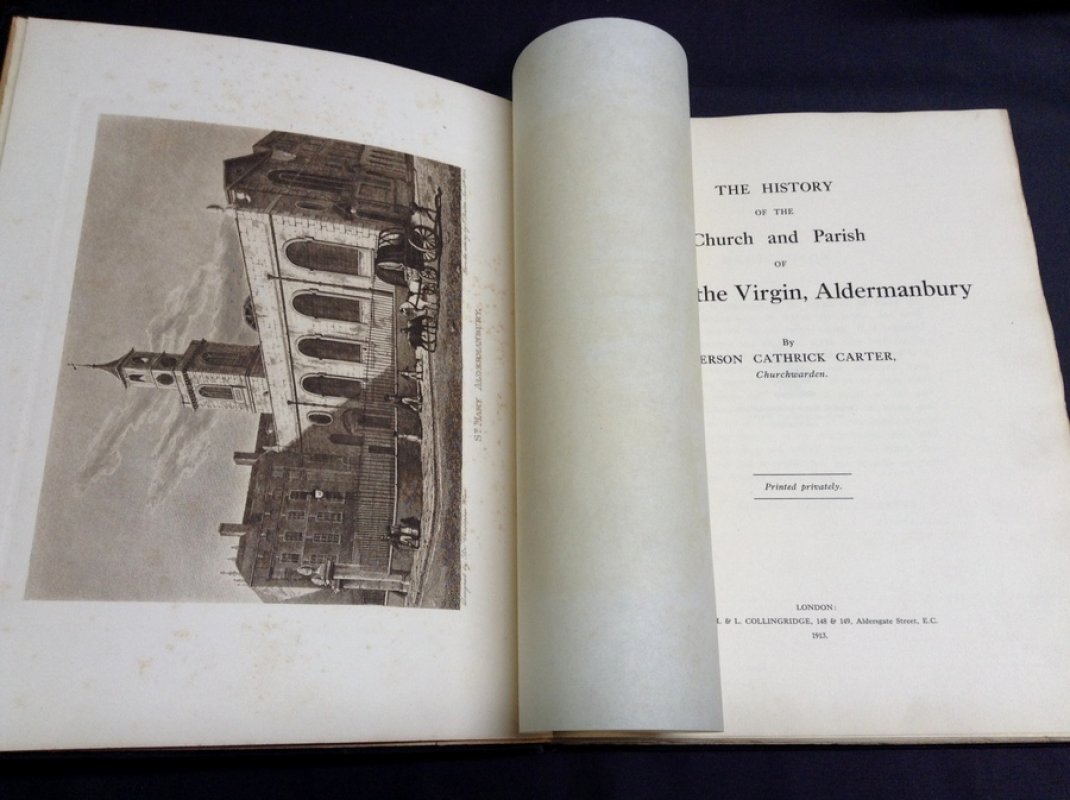 St. MARY ALDERMANBURY.
THE HISTORY
OF THE
Church and Parish
OF
the Virgin, Aldermanbury
By
ERSON CATHRICK CARTER,
Churchwarden.
Printed privately.
LONDON:
& L. COLLINGRIDGE, 148 & 149, Aldersgate Street, E.C.
1913.